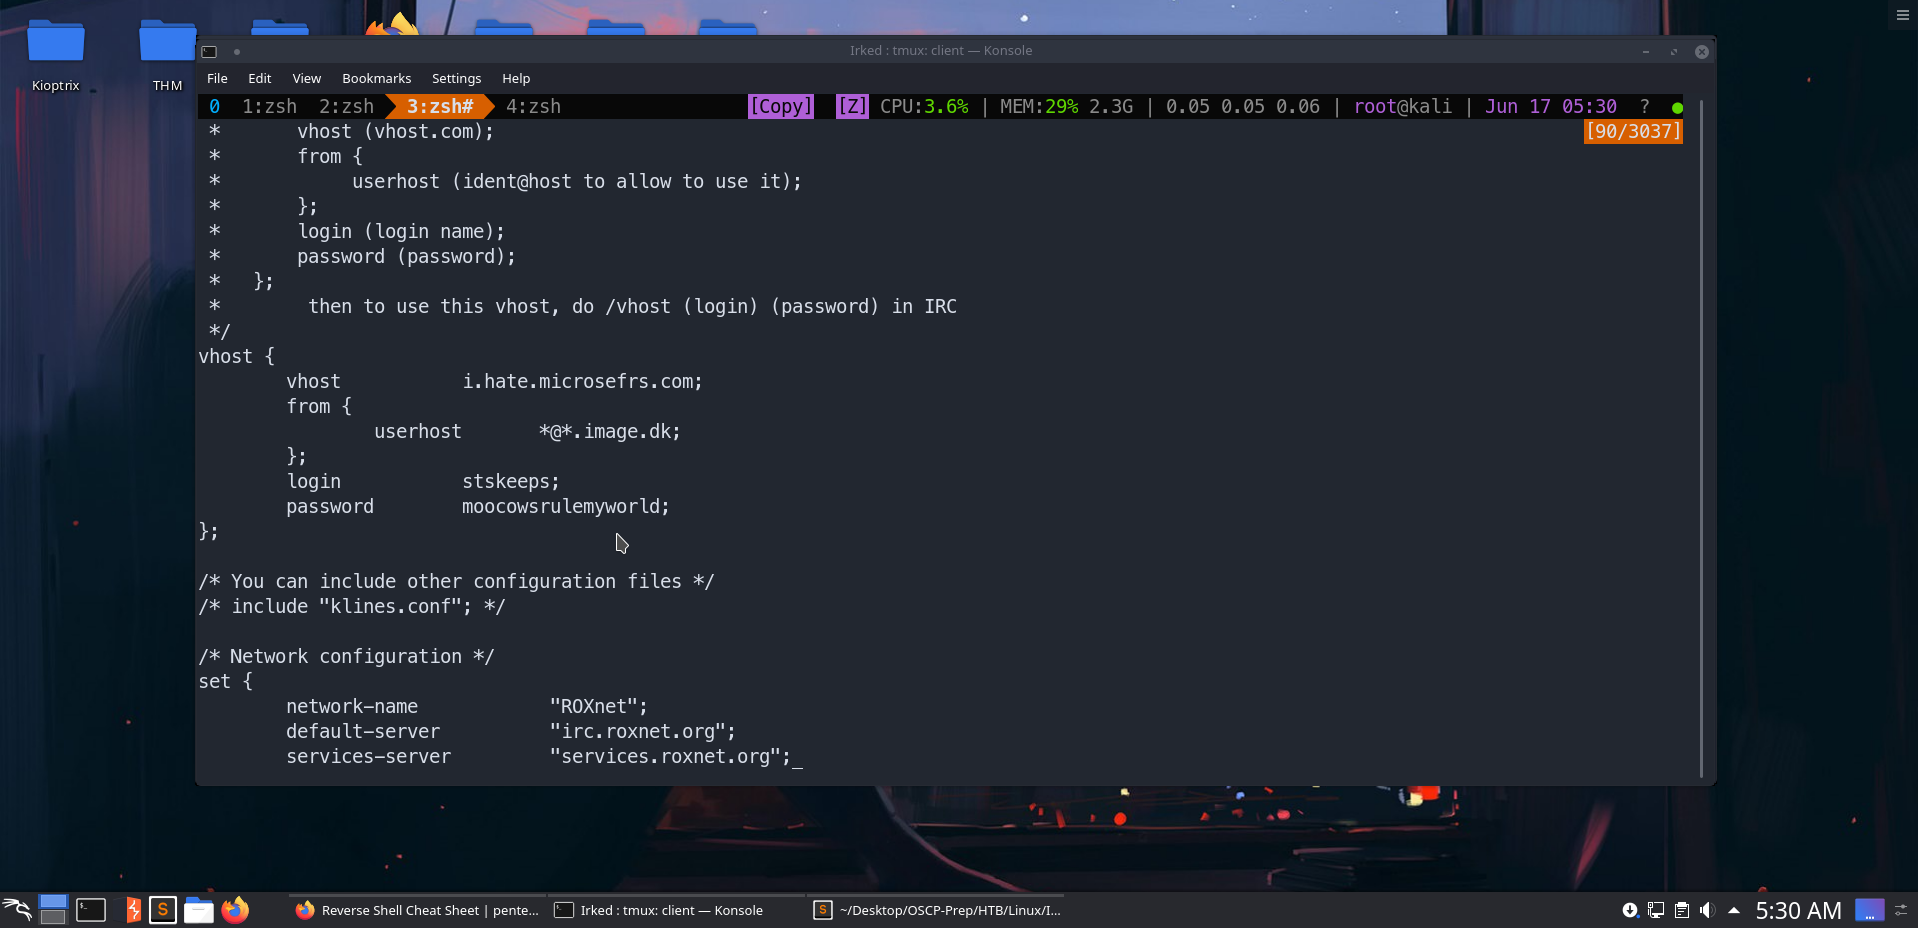 Kioptrix
THM
Irked : tmux: client — Konsole
File Edit View Bookmarks Settings Help
0 1:zsh 2:zsh 3:zsh# 4:zsh [Copy] [Z] CPU:3.6% | MEM:29% 2.3G | 0.05 0.05 0.06 | root@kali | Jun 17 05:30 ?
* vhost (vhost.com); [90/3037]
* from {
* userhost (ident@host to allow to use it);
* };
* login (login name);
* password (password);
* };
* then to use this vhost, do /vhost (login) (password) in IRC
*/
vhost {
vhost i.hate.microsefrs.com;
from {
userhost *@*.image.dk;
};
login stskeeps;
password moocowsrulemyworld;
};
/* You can include other configuration files */
/* include "klines.conf"; */
/* Network configuration */
set {
network-name "ROXnet";
default-server "irc.roxnet.org";
services-server "services.roxnet.org";_
Reverse Shell Cheat Sheet | pente...
Irked : tmux: client — Konsole
~/Desktop/OSCP-Prep/HTB/Linux/I...
5:30 AM